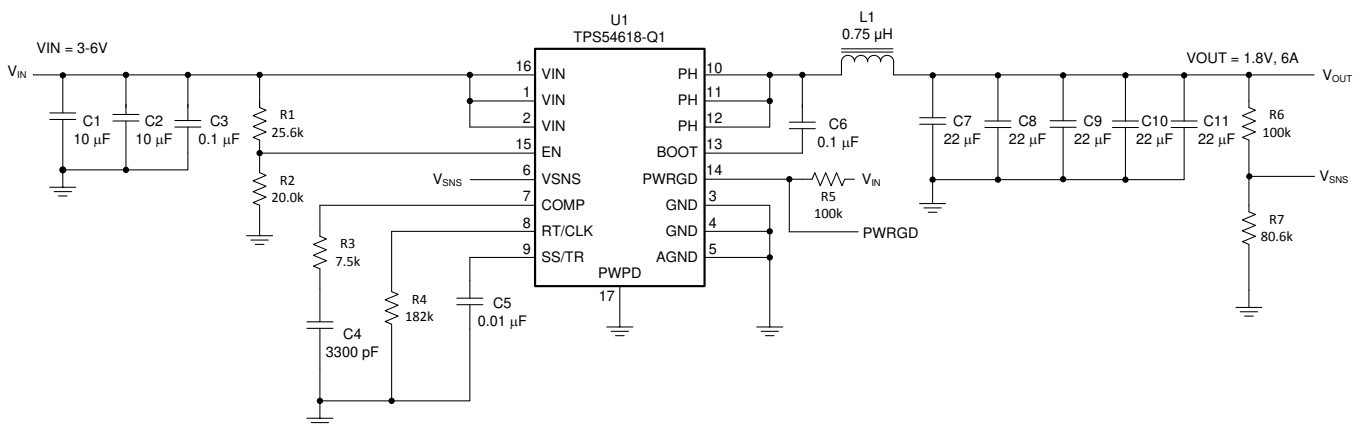 U1
TPS54618-Q1
L1
0.75 µH
VIN = 3-6V
VOUT = 1.8V, 6A
VIN
VOUT
16 VIN
1 VIN
2 VIN
15 EN
6 VSNS
7 COMP
8 RT/CLK
9 SS/TR
PH 10
PH 11
PH 12
BOOT 13
PWRGD 14
GND 3
GND 4
AGND 5
PWPD
17
C1
10 µF
C2
10 µF
C3
0.1 µF
R1
25.6k
R2
20.0k
VSNS
R3
7.5k
C4
3300 pF
R4
182k
C5
0.01 µF
C6
0.1 µF
R5
100k
VIN
PWRGD
C7
22 µF
C8
22 µF
C9
22 µF
C10
22 µF
C11
22 µF
R6
100k
VSNS
R7
80.6k